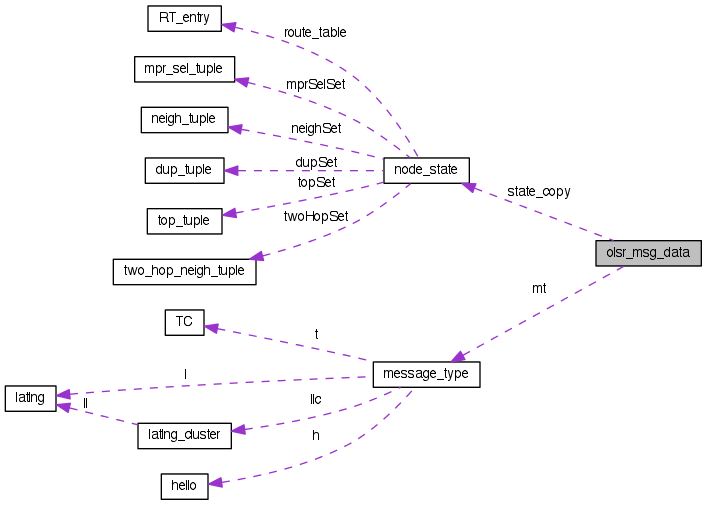 RT_entry
route_table
mpr_sel_tuple
mprSelSet
neigh_tuple
neighSet
dup_tuple
dupSet
node_state
topSet
state_copy
top_tuple
twoHopSet
olsr_msg_data
two_hop_neigh_tuple
mt
TC
t
message_type
l
latlng
ll
llc
latlng_cluster
h
hello